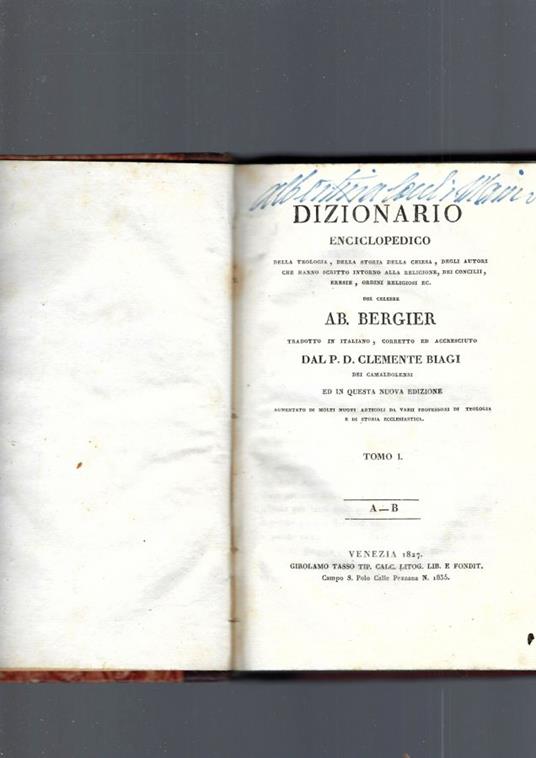 DIZIONARIO
ENCICLOPEDICO
DELLA TEOLOGIA, DELLA STORIA DELLA CHIESA, DEGLI AUTORI
CHE HANNO SCRITTO INTORNO ALLA RELIGIONE, DEI CONCILII,
ERESIE, ORDINI RELIGIOSI EC.
DEL CELEBRE
AB. BERGIER
TRADOTTO IN ITALIANO, CORRETTO ED ACCRESCIUTO
DAL P. D. CLEMENTE BIAGI
DEI CAMALDOLENSI
ED IN QUESTA NUOVA EDIZIONE
AUMENTATO DI MOLTI NUOVI ARTICOLI DA VARII PROFESSORI DI TEOLOGIA
E DI STORIA ECCLESIASTICA.
TOMO I.
A—B
VENEZIA 1827.
GIROLAMO TASSO TIP. CALC. LITOG. LIB. E FONDIT.
Campo S. Polo Calle Pezzana N. 1835.